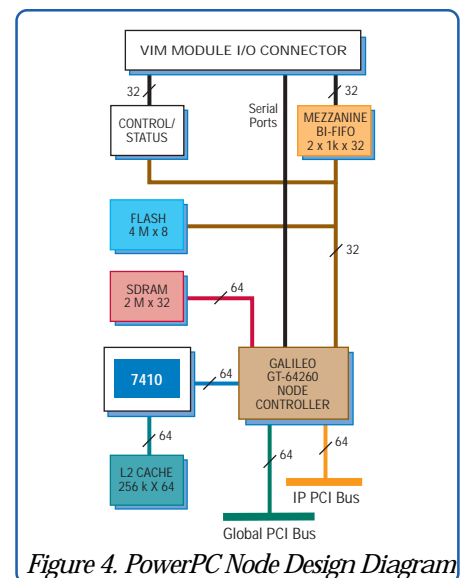 VIM MODULE I/O CONNECTOR
32
32
Serial
Ports
CONTROL/
STATUS
MEZZANINE
BI-FIFO
2 x 1k x 32
FLASH
4 M x 8
32
SDRAM
2 M x 32
64
7410
64
GALILEO
GT-64260
NODE
CONTROLLER
64
L2 CACHE
256 k X 64
64
64
IP PCI Bus
Global PCI Bus
Figure 4. PowerPC Node Design Diagram